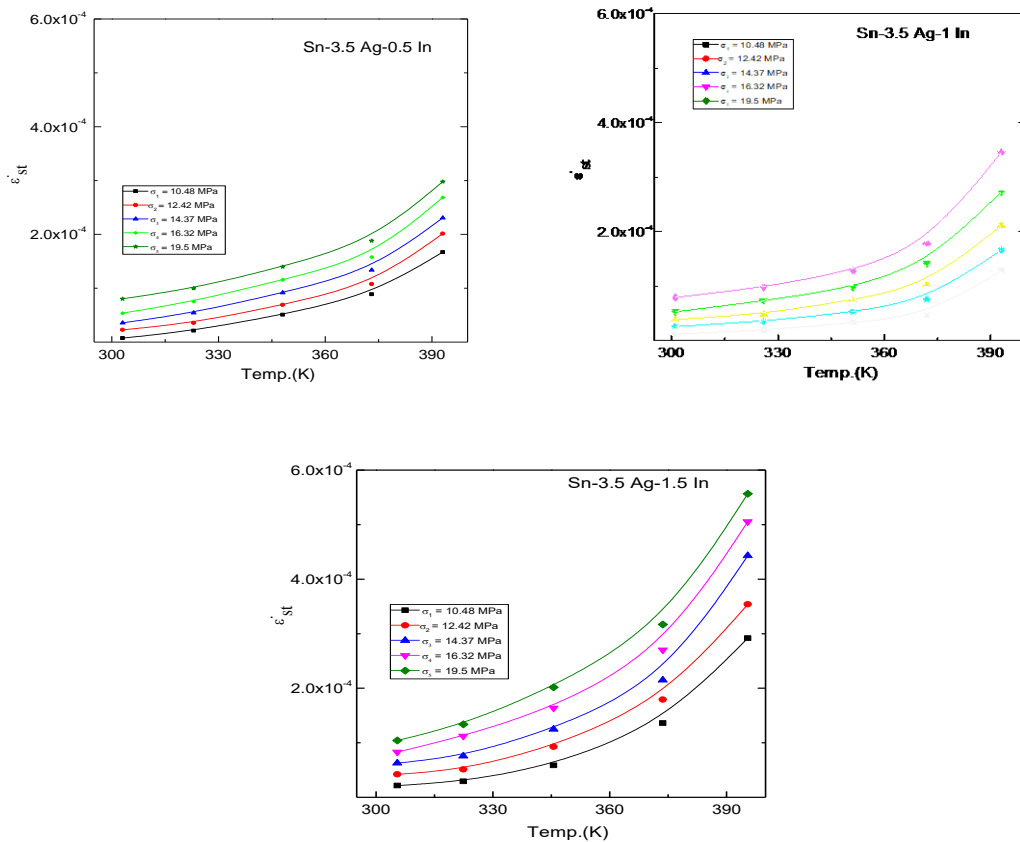 6.0x10-4
Sn-3.5 Ag-0.5 In
4.0x10-4
ε˙st
σ1 = 10.48 MPa
σ2 = 12.42 MPa
σ3 = 14.37 MPa
σ4 = 16.32 MPa
σ5 = 19.5 MPa
2.0x10-4
300 330 360 390
Temp.(K)
6.0x10-4
Sn-3.5 Ag-1 In
σ1 = 10.48 MPa
σ2 = 12.42 MPa
= 14.37 MPa
= 16.32 MPa
= 19.5 MPa
4.0x10-4
2.0x10-4
300 330 360 390
Temp.(K)
6.0x10-4
Sn-3.5 Ag-1.5 In
4.0x10-4
ε˙st
σ1 = 10.48 MPa
σ2 = 12.42 MPa
σ3 = 14.37 MPa
σ4 = 16.32 MPa
σ5 = 19.5 MPa
2.0x10-4
300 330 360 390
Temp.(K)